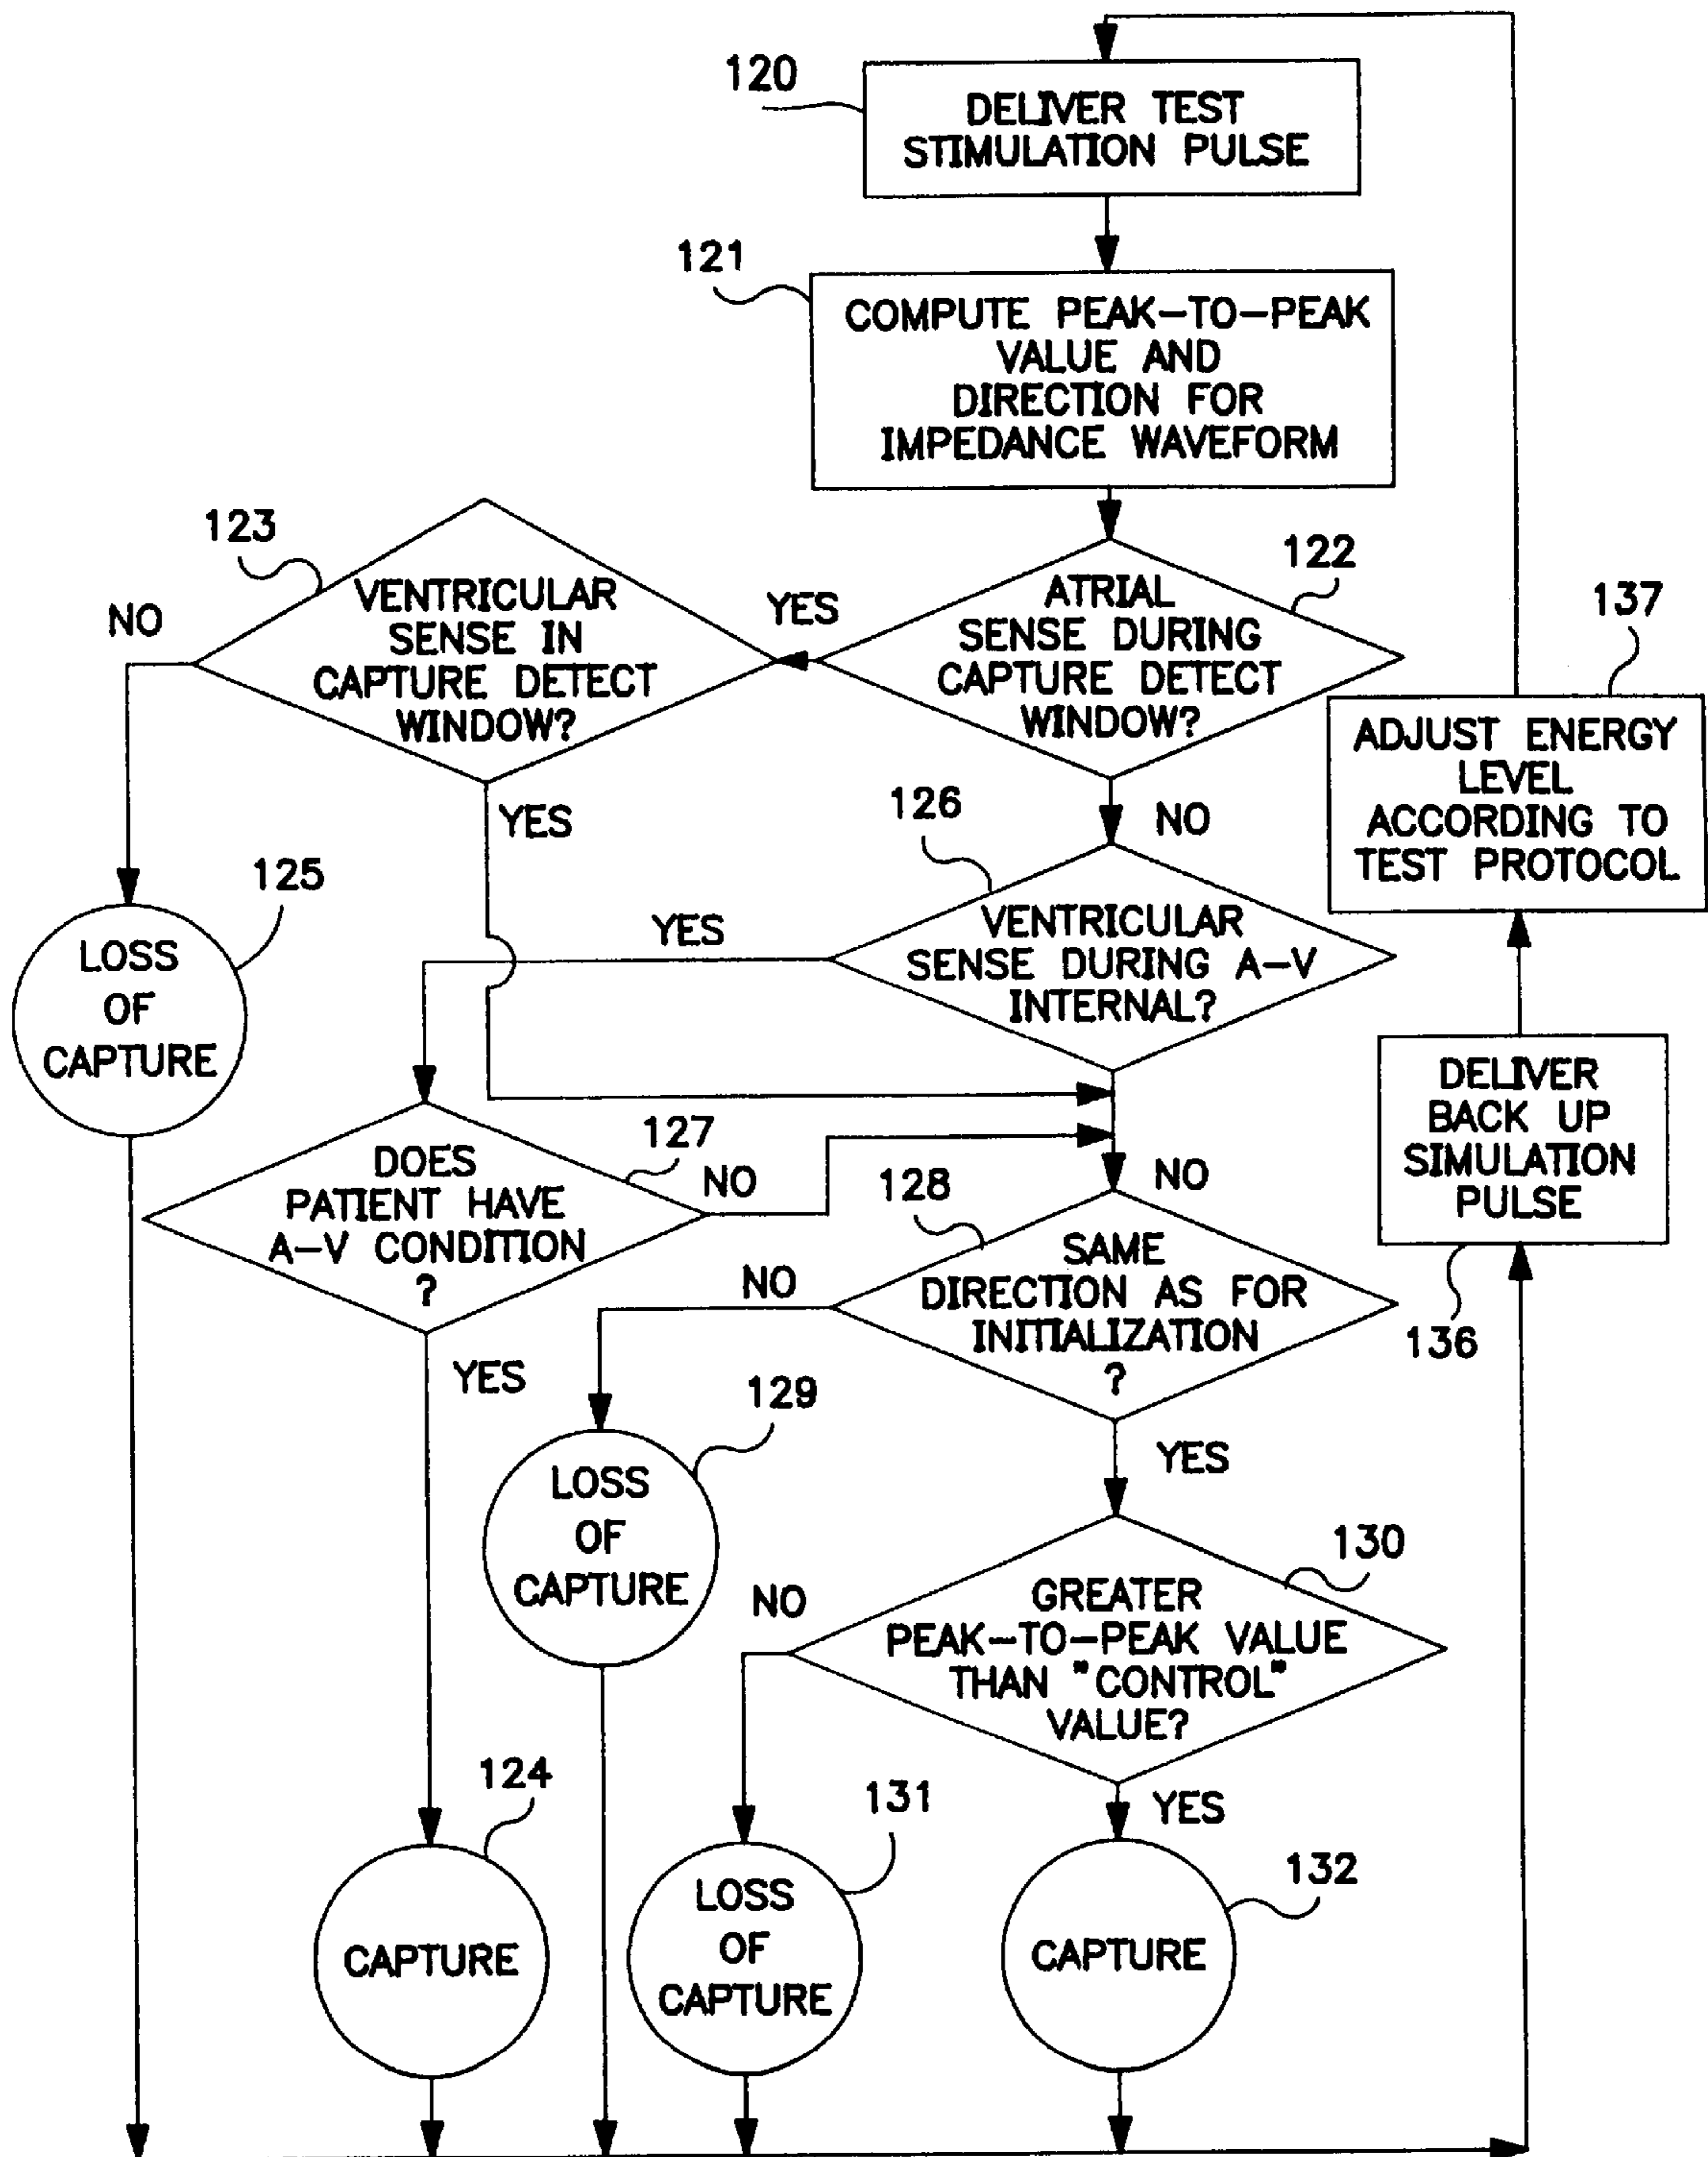 120
DELIVER TEST
STIMULATION PULSE
121
COMPUTE PEAK-TO-PEAK
VALUE AND
DIRECTION FOR
IMPEDANCE WAVEFORM
122
ATRIAL
SENSE DURING
CAPTURE DETECT
WINDOW?
YES
NO
123
VENTRICULAR
SENSE IN
CAPTURE DETECT
WINDOW?
NO
YES
125
LOSS
OF
CAPTURE
126
VENTRICULAR
SENSE DURING A-V
INTERNAL?
YES
NO
127
DOES
PATIENT HAVE
A-V CONDITION
?
NO
YES
128
SAME
DIRECTION AS FOR
INITIALIZATION
?
NO
YES
129
LOSS
OF
CAPTURE
130
GREATER
PEAK-TO-PEAK VALUE
THAN "CONTROL"
VALUE?
NO
YES
124
CAPTURE
131
LOSS
OF
CAPTURE
132
CAPTURE
136
DELIVER
BACK UP
SIMULATION
PULSE
137
ADJUST ENERGY
LEVEL
ACCORDING TO
TEST PROTOCOL